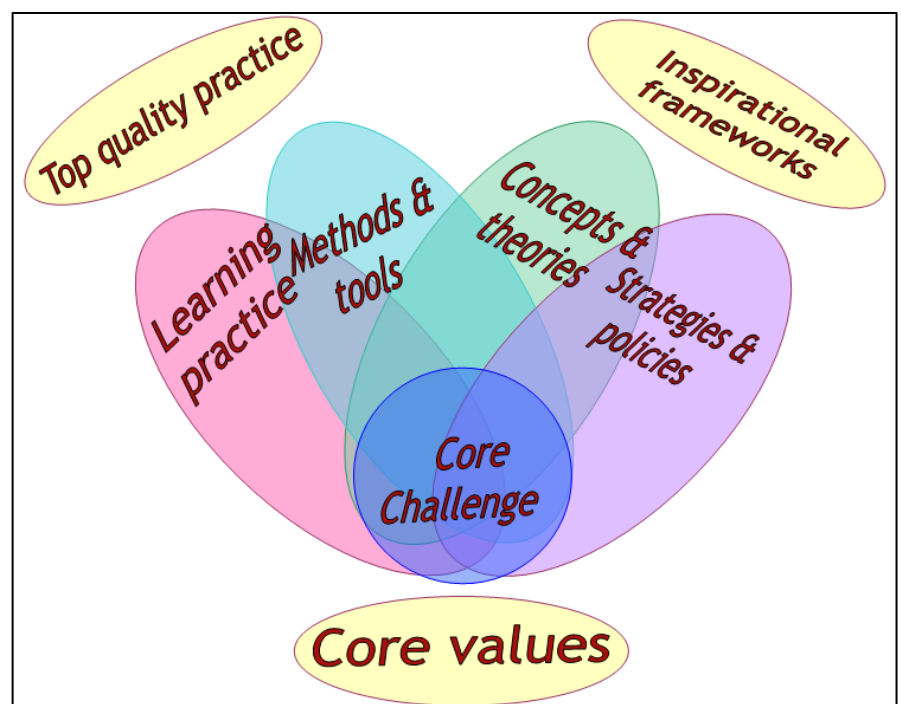 Top quality practice
Inspirational
frameworks
Learning
practice
Methods &
tools
Concepts &
theories
Strategies &
policies
Core
Challenge
Core values